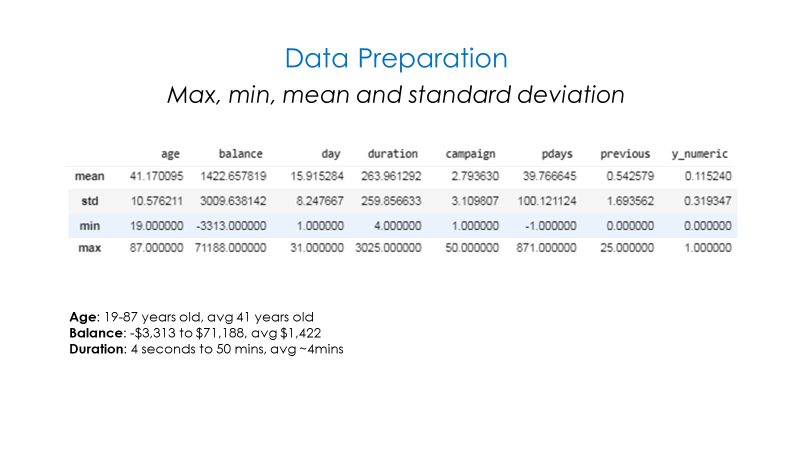 Data Preparation
Max, min, mean and standard deviation
age balance day duration campaign pdays previous y_numeric
mean 41.170095 1422.657819 15.915284 263.961292 2.793630 39.766645 0.542579 0.115240
std 10.576211 3009.638142 8.247667 259.856633 3.109807 100.121124 1.693562 0.319347
min 19.000000 -3313.000000 1.000000 4.000000 1.000000 -1.000000 0.000000 0.000000
max 87.000000 71188.000000 31.000000 3025.000000 50.000000 871.000000 25.000000 1.000000
Age: 19-87 years old, avg 41 years old
Balance: -$3,313 to $71,188, avg $1,422
Duration: 4 seconds to 50 mins, avg ~4mins